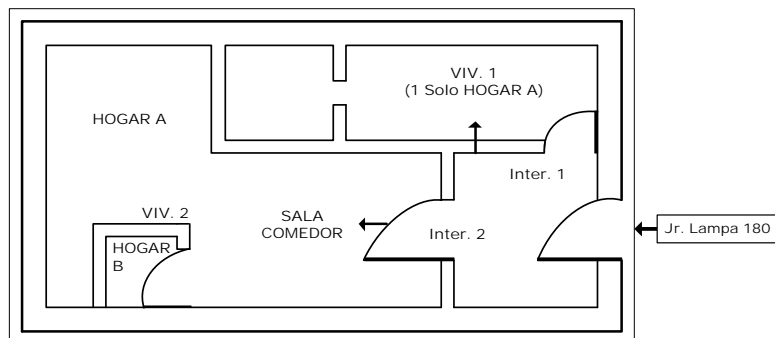 VIV. 1
(1 Solo HOGAR A)
HOGAR A
Inter. 1
VIV. 2
SALA
COMEDOR
Inter. 2
Jr. Lampa 180
HOGAR
B